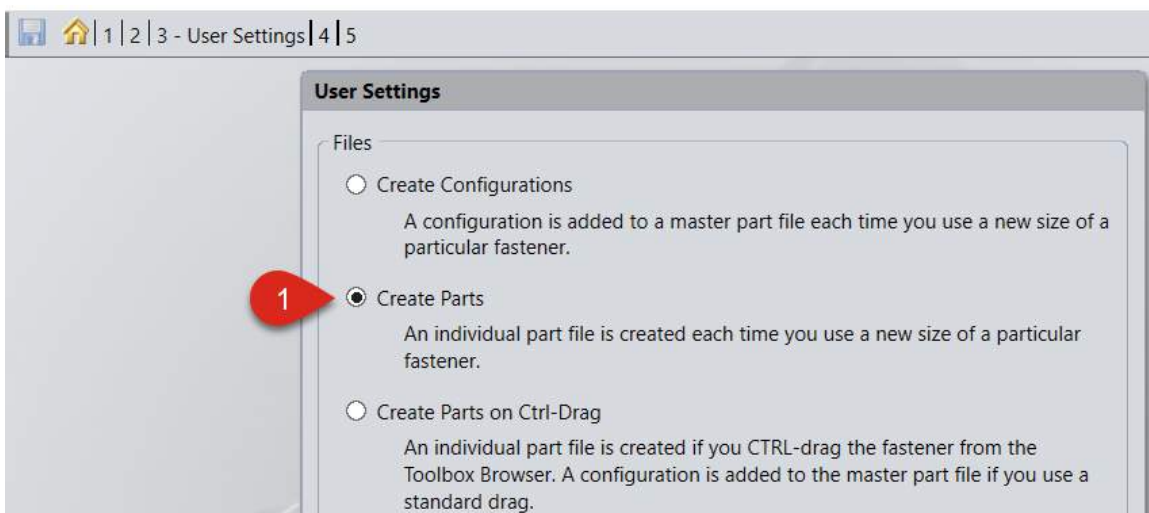 1 2 3 - User Settings 4 5
User Settings
Files
Create Configurations
A configuration is added to a master part file each time you use a new size of a
particular fastener.
1
Create Parts
An individual part file is created each time you use a new size of a particular
fastener.
Create Parts on Ctrl-Drag
An individual part file is created if you CTRL-drag the fastener from the
Toolbox Browser. A configuration is added to the master part file if you use a
standard drag.